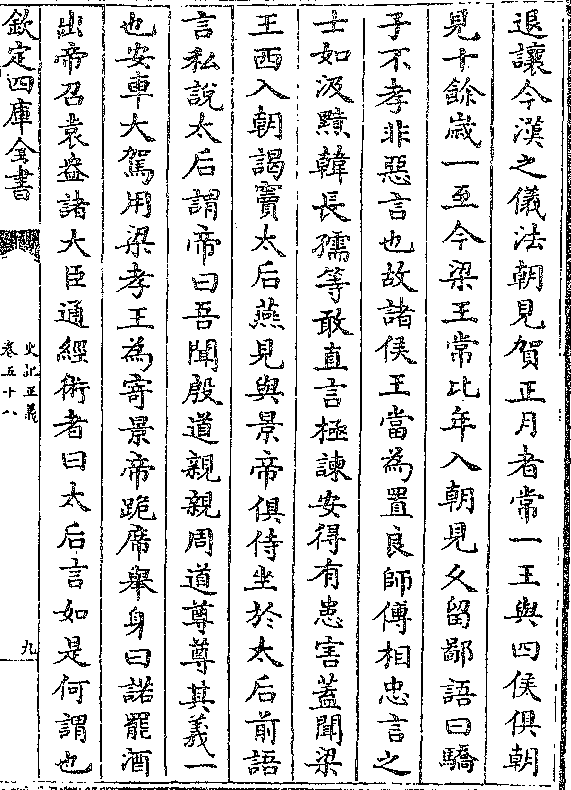 退讓今漢之儀法朝見賀正月者常一王與四侯俱朝
見十餘歳一至今梁王常比年入朝見久留鄙語曰驕
子不孝非惡言也故諸侯王當為置良師傅相忠言之
士如汲黯韓長孺等敢直言極諫安得有患害蓋聞梁
王西入朝謁竇太后燕見與景帝俱侍坐於太后前語
言私說太后謂帝曰吾聞殷道親親周道尊尊其義一
也安車大駕用梁孝王為寄景帝跪席舉身曰諾罷酒
出帝召袁盎諸大臣通經術者曰太后言如是何謂也
欽定四庫全書
史記正義
卷五十八
九